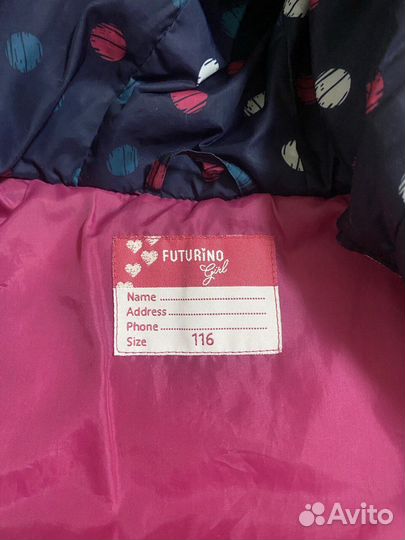 FUTURiNO
Girl
Name ..............................
Address ..........................
Phone .............................
Size 116
Avito